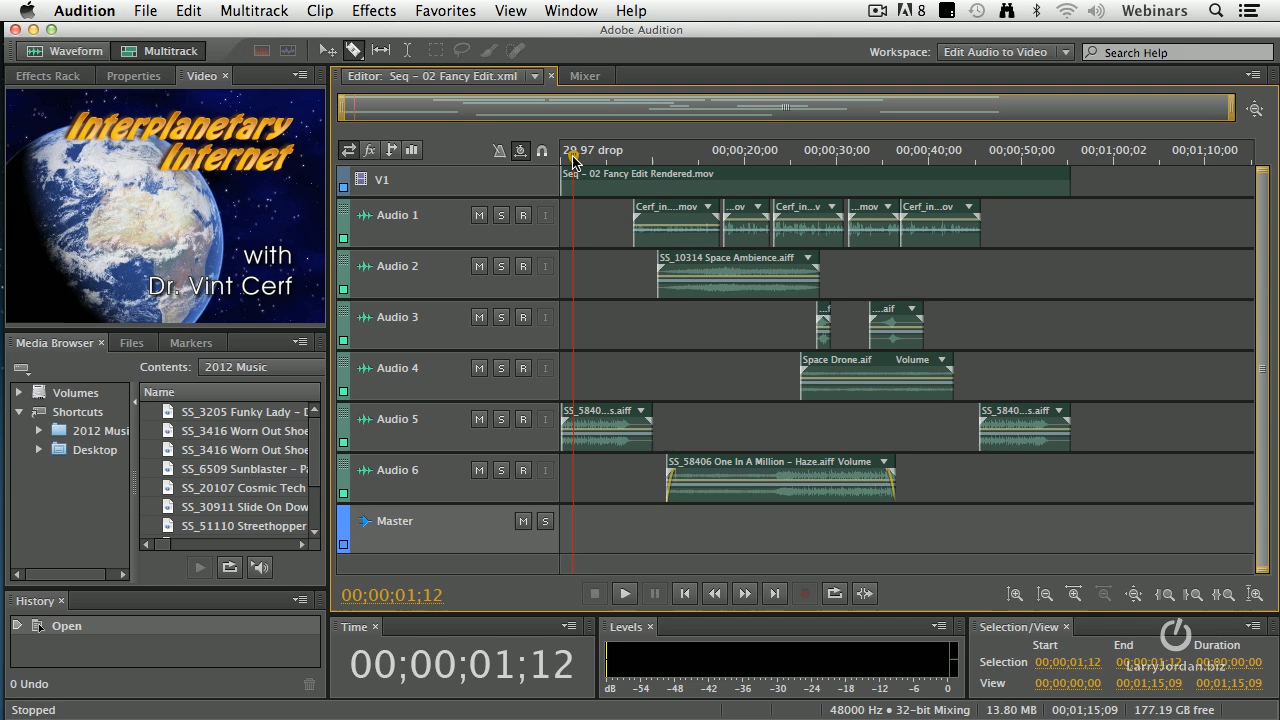 Audition File Edit Multitrack Clip Effects Favorites View Window Help 8 Webinars
Adobe Audition
Waveform Multitrack Workspace: Edit Audio to Video Search Help
Effects Rack Properties Video × Editor: Seq - 02 Fancy Edit.xml × Mixer
Interplanetary
Internet
with
Dr. Vint Cerf
fx 29.97 drop 00;00;20;00 00;00;30;00 00;00;40;00 00;00;50;00 00;01;00;02 00;01;10;00
V1 Seq - 02 Fancy Edit Rendered.mov
Audio 1 M S R I Cerf_in....mov ...ov Cerf_in...v ...mov Cerf_in...ov
Audio 2 M S R I SS_10314 Space Ambience.aiff
Audio 3 M S R I ....aif
Audio 4 M S R I Space Drone.aif Volume
Audio 5 M S R I SS_5840...s.aiff SS_5840...s.aiff
Audio 6 M S R I SS_58406 One In A Million - Haze.aiff Volume
Master M S
Media Browser × Files Markers
Contents: 2012 Music
Volumes
Shortcuts
2012 Musi
Desktop
Name
SS_3205 Funky Lady - D
SS_3416 Worn Out Shoe
SS_3416 Worn Out Shoe
SS_6509 Sunblaster - Pa
SS_20107 Cosmic Tech
SS_30911 Slide On Dow
SS_51110 Streethopper
00;00;01;12
History ×
Open
0 Undo
Time ×
00;00;01;12
Levels ×
dB -54 -48 -42 -36 -30 -24 -18 -12 -6 0
Selection/View ×
Start End Duration
Selection 00;00;01;12 00;00;01;12 00;00;00;00
LarryJordan.biz
View 00;00;00;00 00;01;15;09 00;01;15;09
Stopped 48000 Hz ● 32-bit Mixing 13.80 MB 00;01;15;09 177.19 GB free